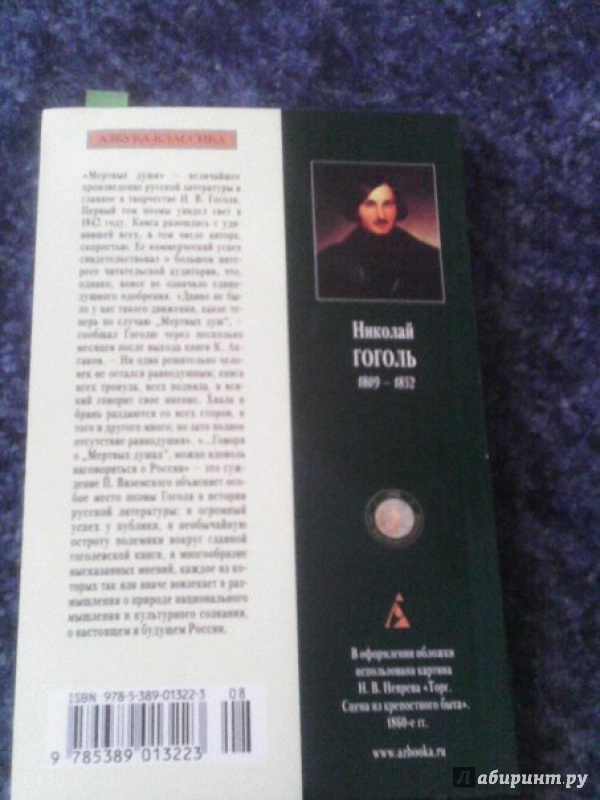 АЗБУКА-КЛАССИКА
«Мертвые души» – величайшее
произведение русской литературы и
главное в творчестве Н. В. Гоголя.
Первый том поэмы увидел свет в
1842 году. Книга разошлась с уди-
вившей всех, в том числе автора,
скоростью. Ее коммерческий успех
свидетельствовал о большом инте-
ресе читательской аудитории, что,
однако, вовсе не означало едино-
душного одобрения. «Давно не бы-
ло у нас такого движения, какое те-
перь по случаю „Мертвых душ“, –
сообщал Гоголю через несколько
месяцев после выхода книги К. Ак-
саков. – Ни один решительно чело-
век не остался равнодушным; книга
всех тронула, всех подняла, и вся-
кий говорит свое мнение. Хвала и
брань раздаются со всех сторон, и
того и другого много; но зато полное
отсутствие равнодушия». «...Говоря
о „Мертвых душах“, можно вдоволь
наговориться о России» – это суж-
дение П. Вяземского объясняет осо-
бое место поэмы Гоголя в истории
русской литературы: и огромный
успех у публики, и необычайную
остроту полемики вокруг главной
гоголевской книги, и многообразие
высказанных мнений, каждое из ко-
торых так или иначе вовлекает в раз-
мышления о природе национального
мышления и культурного сознания,
о настоящем и будущем России.
ISBN 978-5-389-01322-3 08
9 785389 013223
Николай
ГОГОЛЬ
1809 – 1852
В оформлении обложки
использована картина
Н. В. Неврева «Торг.
Сцена из крепостного быта».
1860-е гг.
www.azbooka.ru
Лабиринт.ру